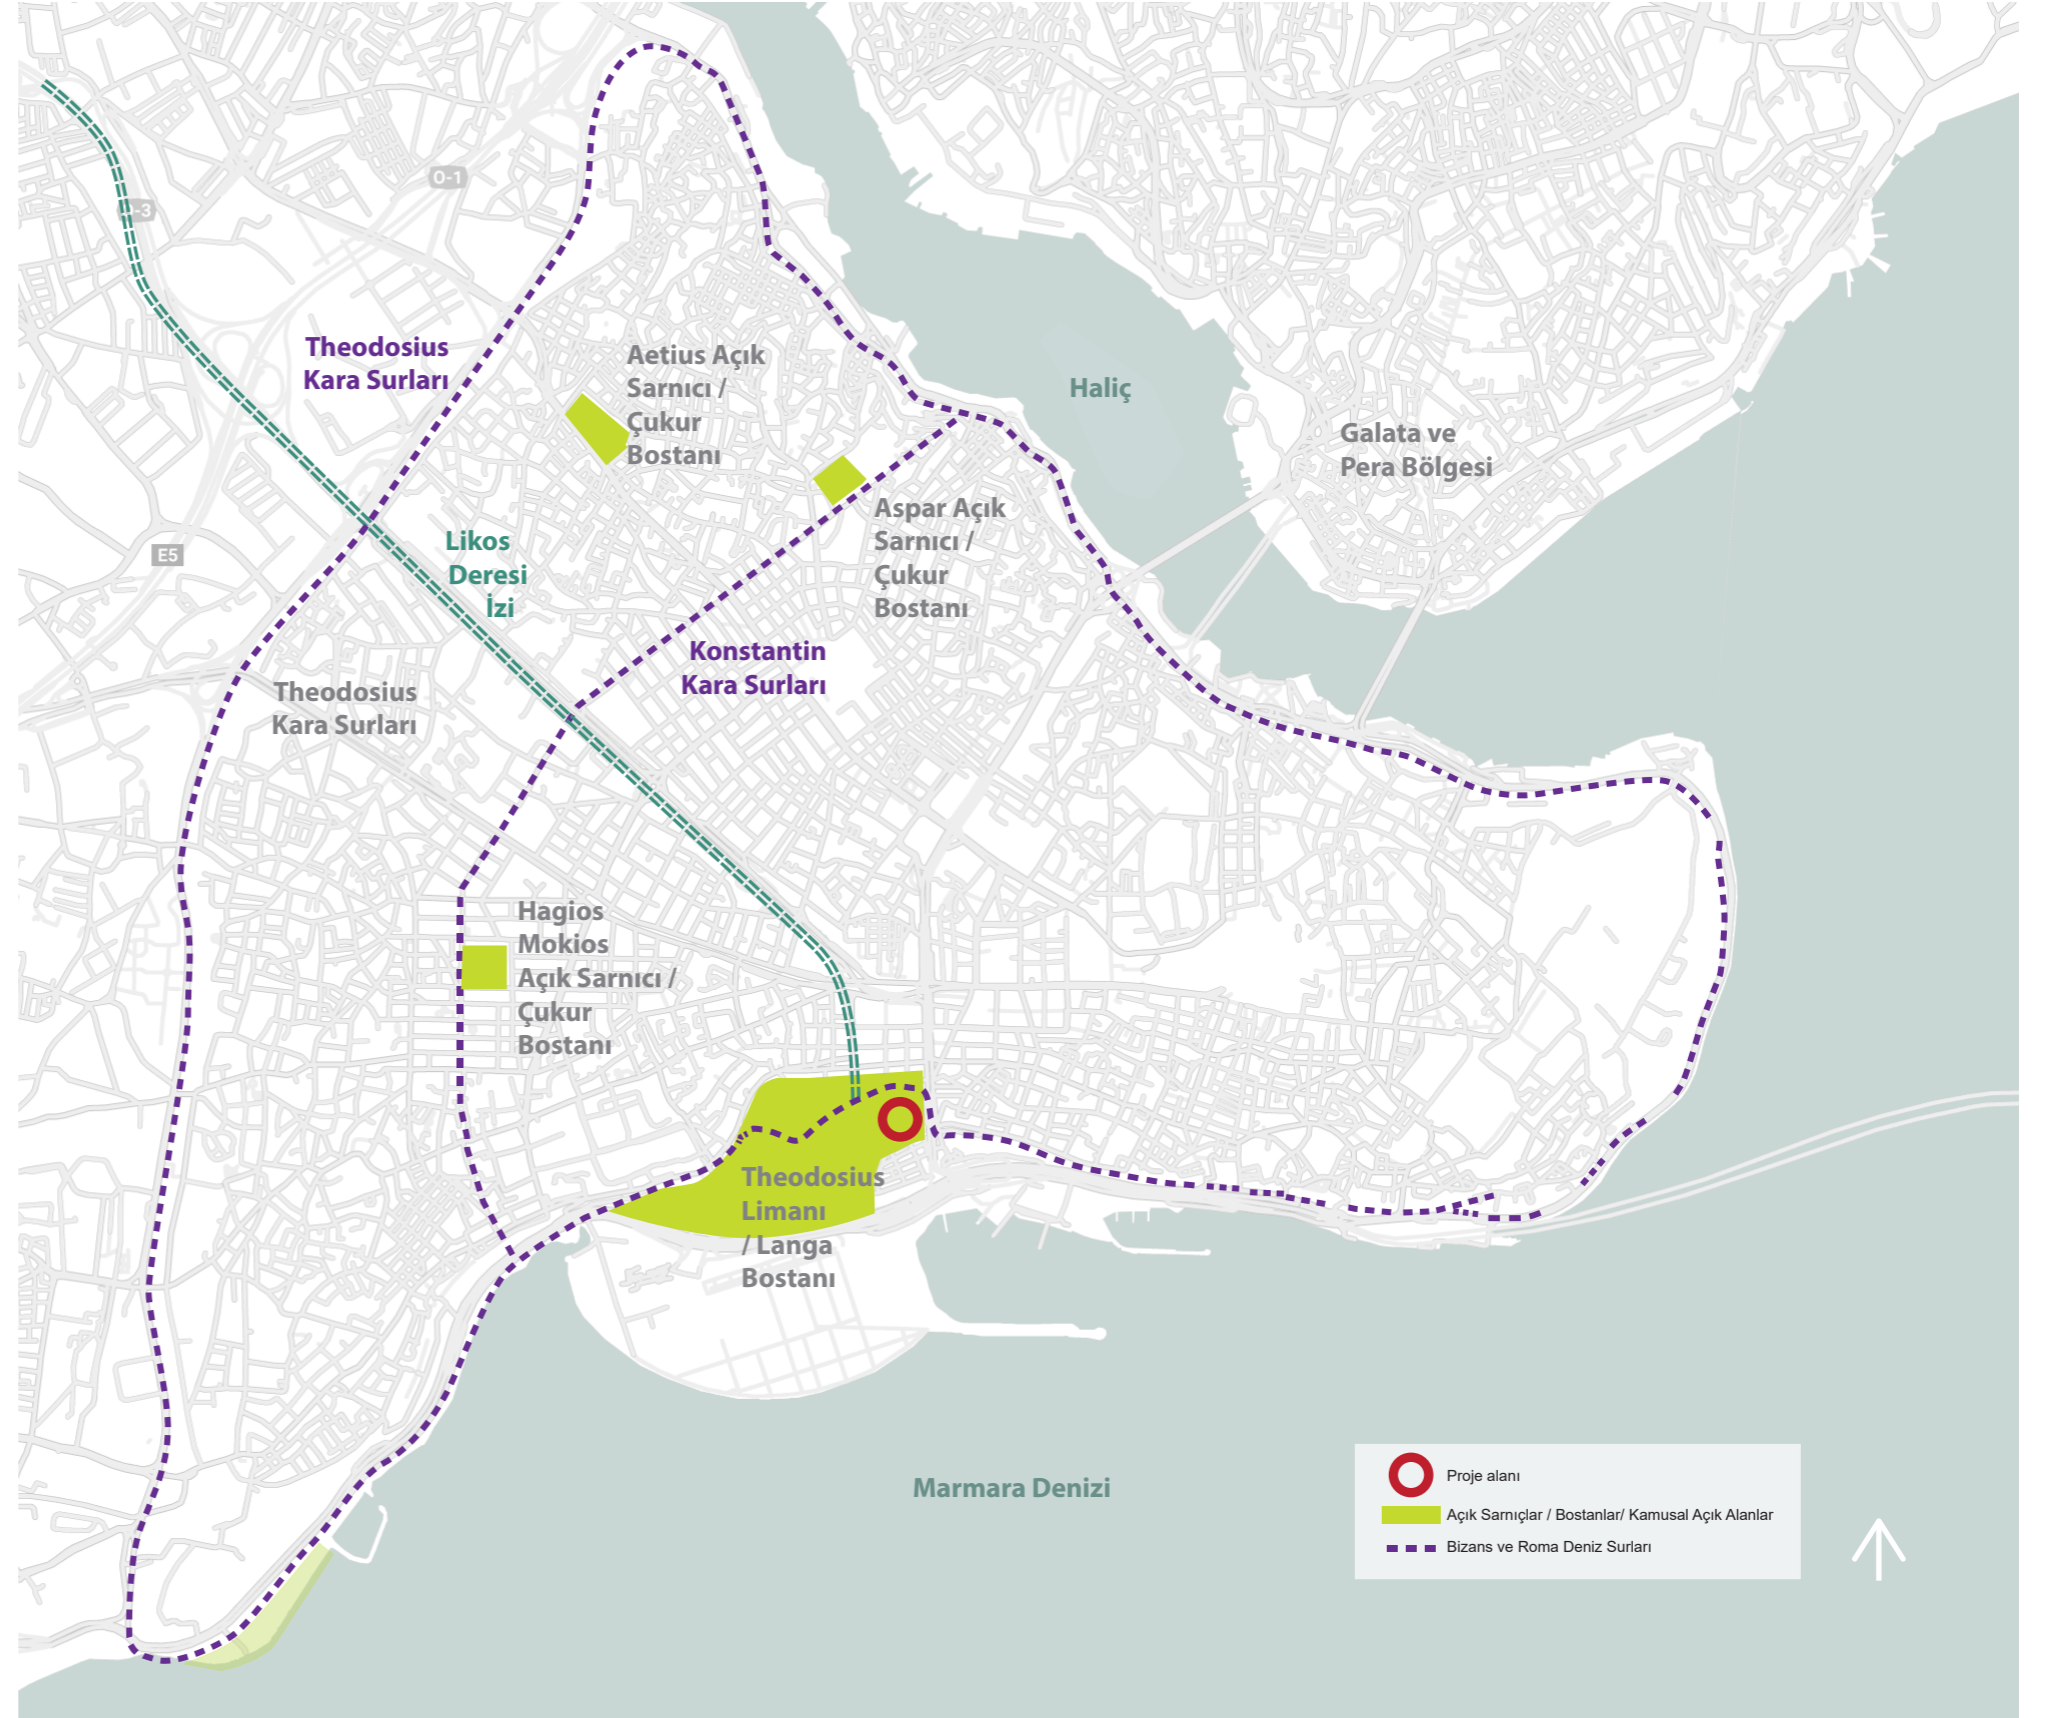 O-1
Theodosius
Kara Surları
Aetius Açık
Sarnıcı /
Çukur
Bostanı
Haliç
Galata ve
Pera Bölgesi
Aspar Açık
Sarnıcı /
Çukur
Bostanı
E5
Likos
Deresi
İzi
Konstantin
Kara Surları
Theodosius
Kara Surları
Hagios
Mokios
Açık Sarnıcı /
Çukur
Bostanı
Theodosius
Limanı
/ Langa
Bostanı
Marmara Denizi
Proje alanı
Açık Sarnıçlar / Bostanlar/ Kamusal Açık Alanlar
Bizans ve Roma Deniz Surları